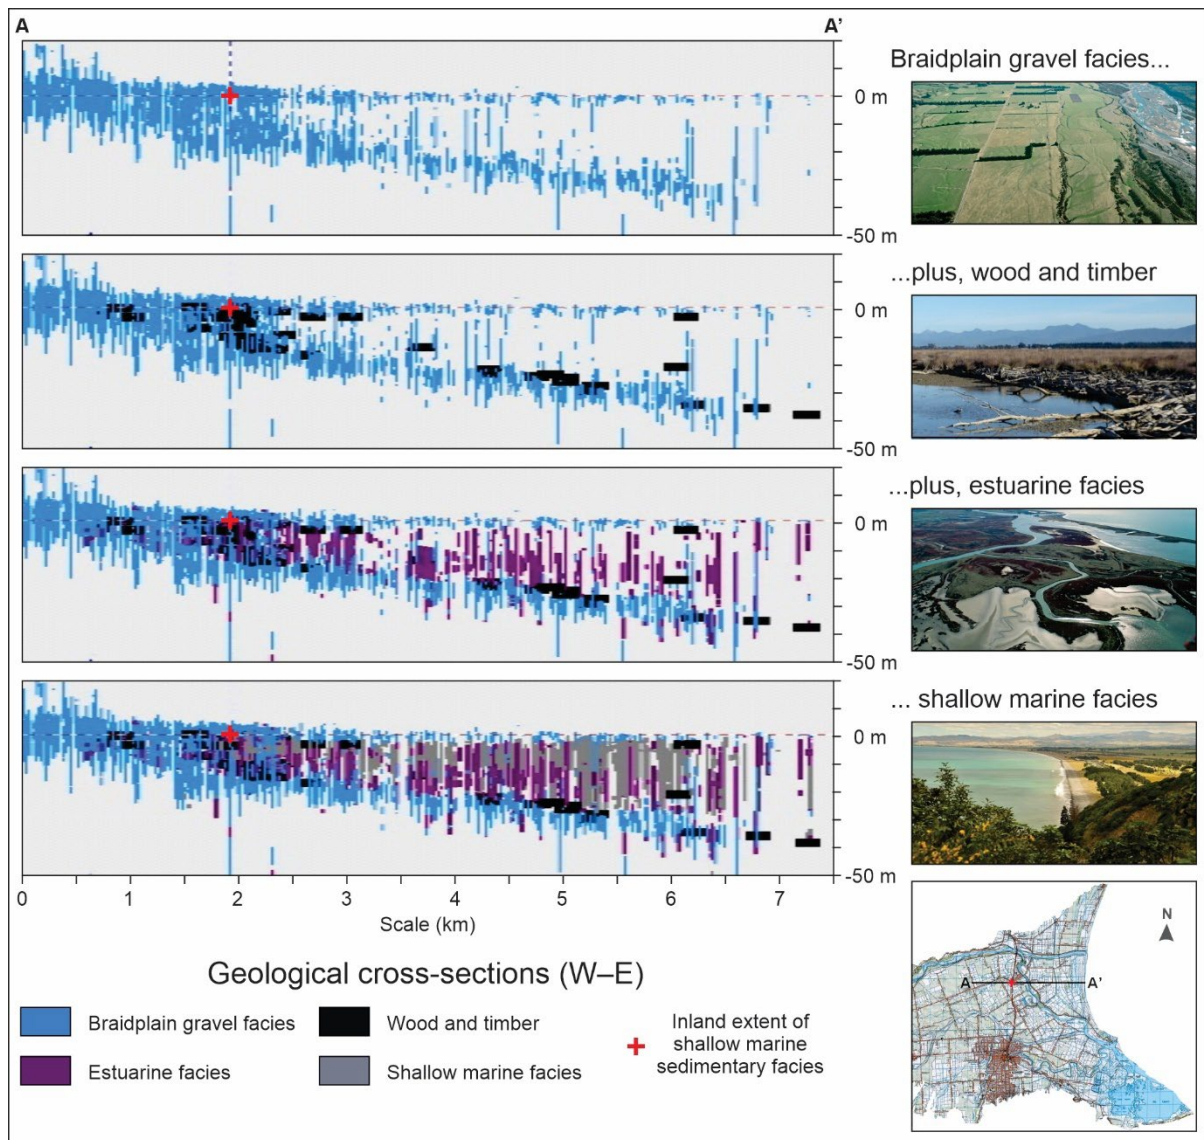 A
A'
0 m
-50 m
Braidplain gravel facies...
0 m
-50 m
...plus, wood and timber
0 m
-50 m
...plus, estuarine facies
0 m
-50 m
... shallow marine facies
0 1 2 3 4 5 6 7
Scale (km)
Geological cross-sections (W–E)
Braidplain gravel facies
Wood and timber
Estuarine facies
Shallow marine facies
Inland extent of
shallow marine
sedimentary facies
N
A
A'